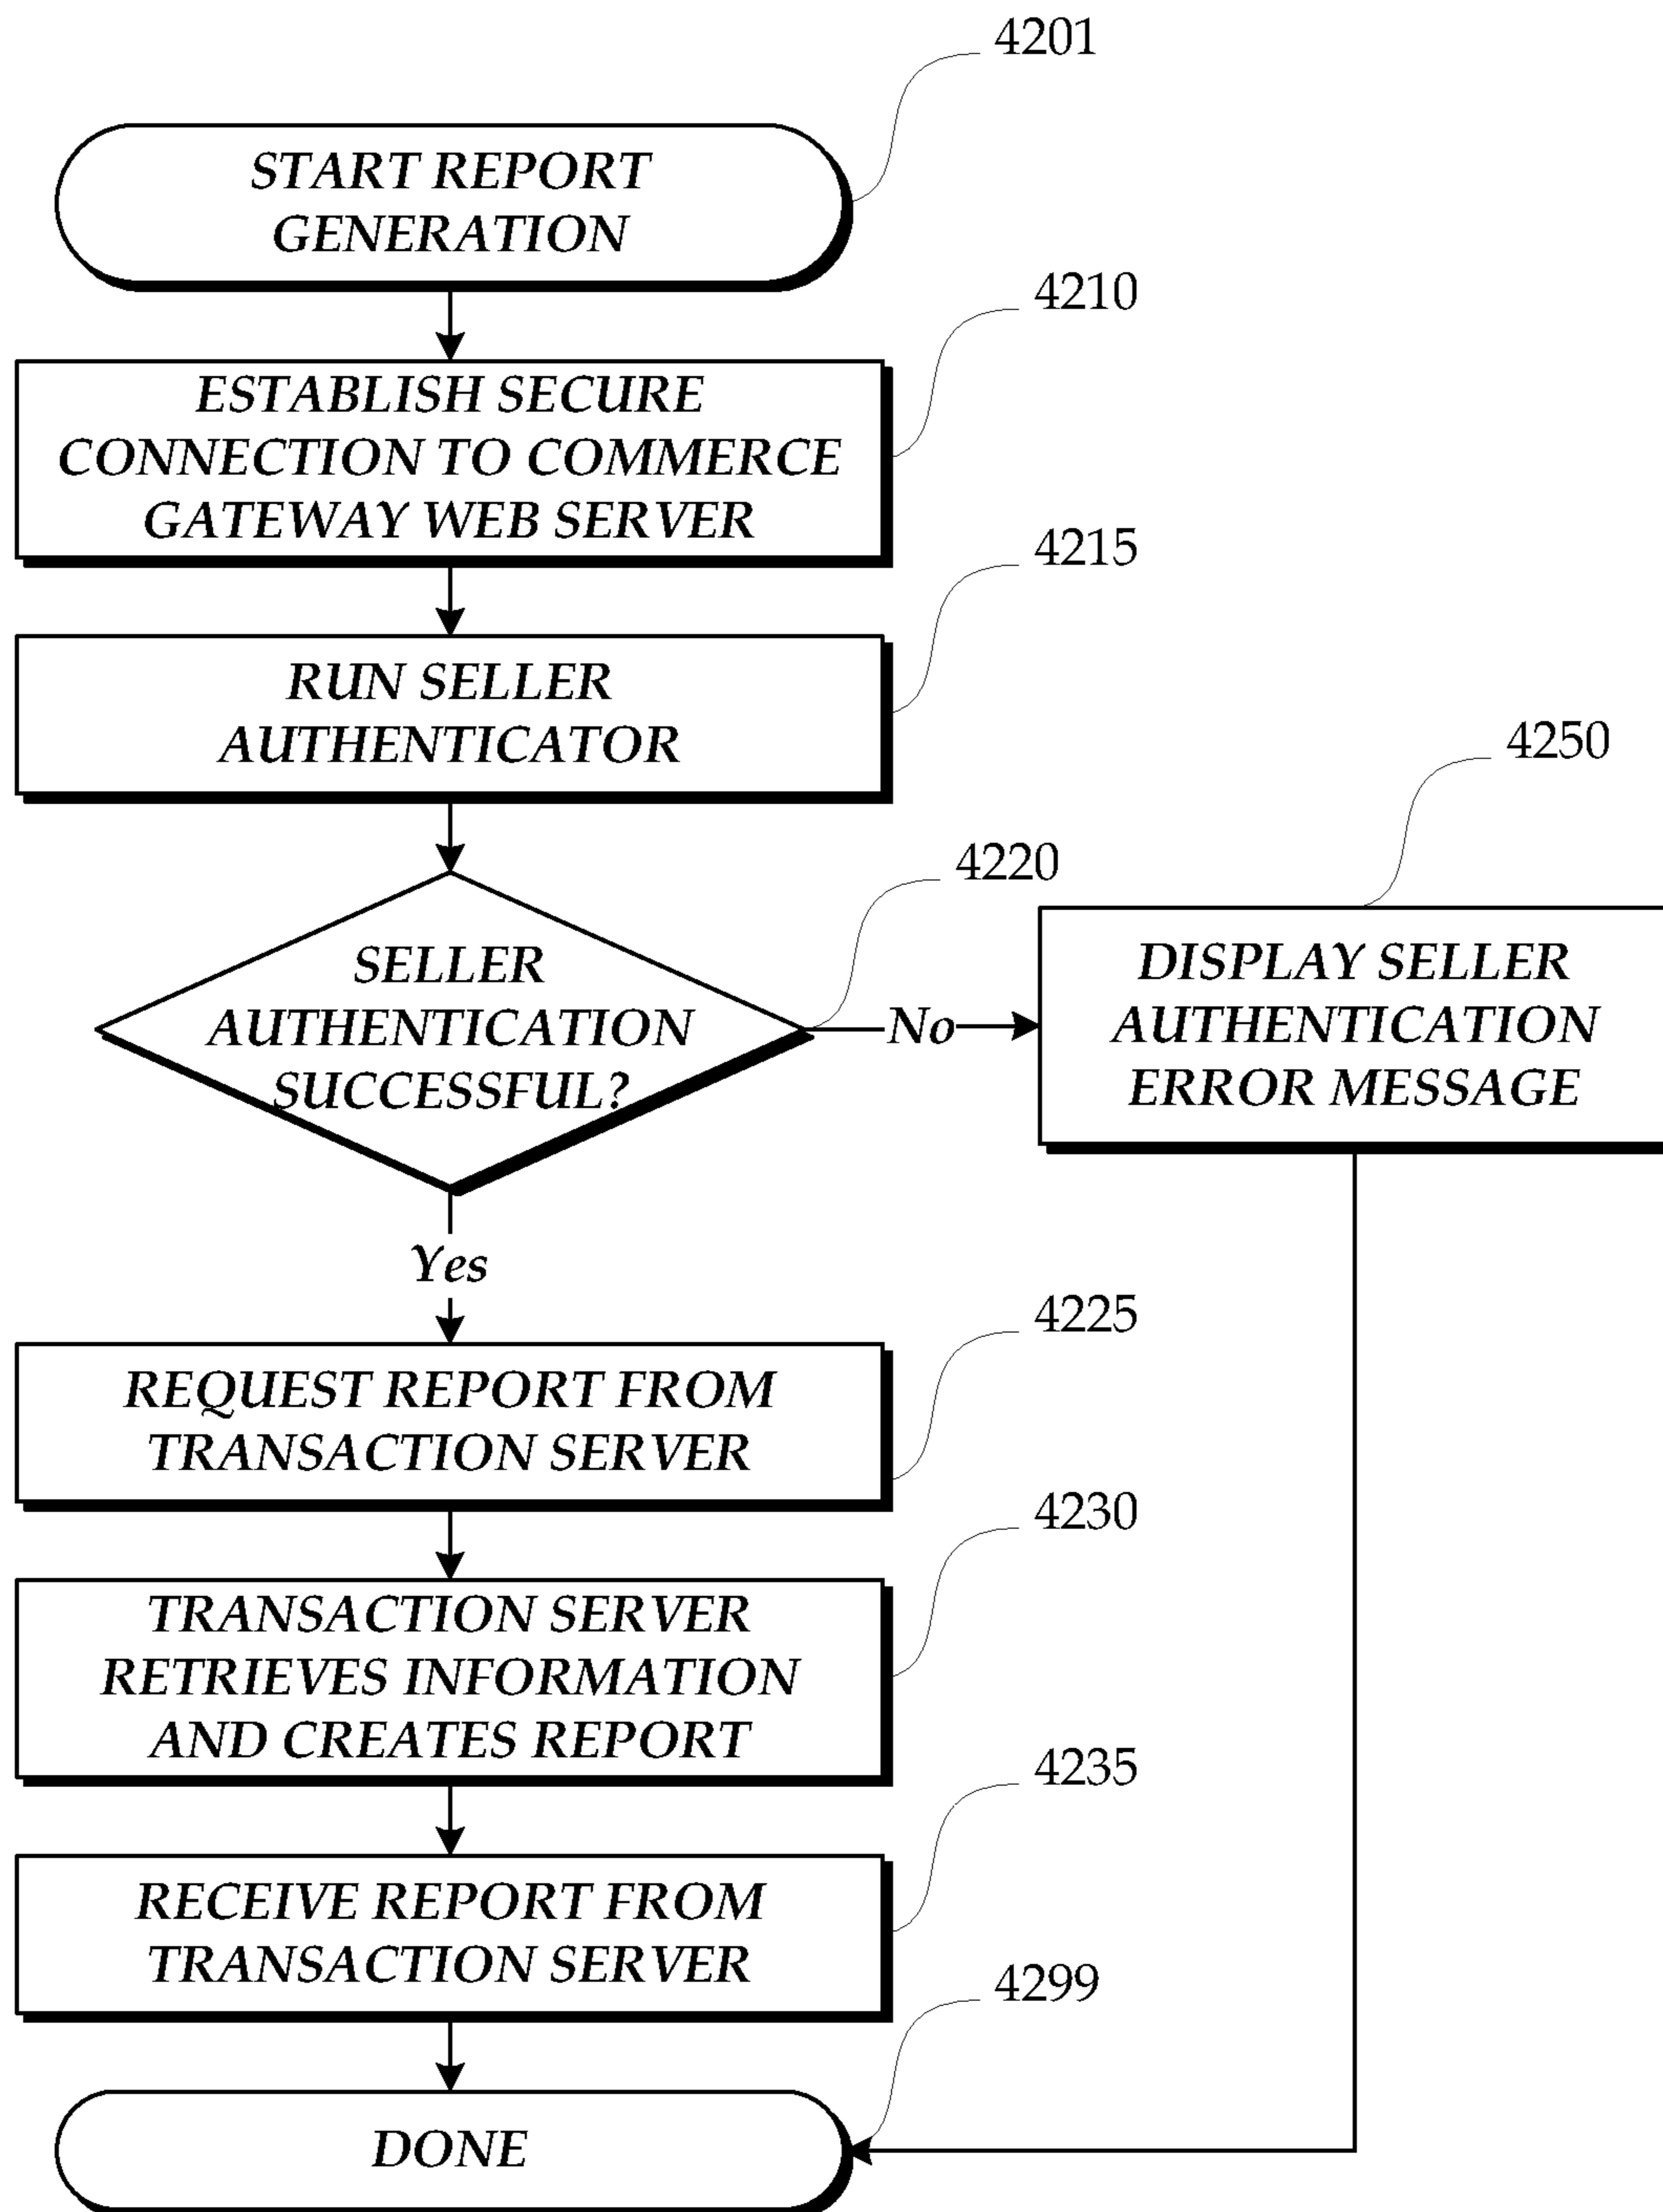 4201
START REPORT
GENERATION
4210
ESTABLISH SECURE
CONNECTION TO COMMERCE
GATEWAY WEB SERVER
4215
RUN SELLER
AUTHENTICATOR
4250
4220
SELLER
AUTHENTICATION
SUCCESSFUL?
No
DISPLAY SELLER
AUTHENTICATION
ERROR MESSAGE
Yes
4225
REQUEST REPORT FROM
TRANSACTION SERVER
4230
TRANSACTION SERVER
RETRIEVES INFORMATION
AND CREATES REPORT
4235
RECEIVE REPORT FROM
TRANSACTION SERVER
4299
DONE